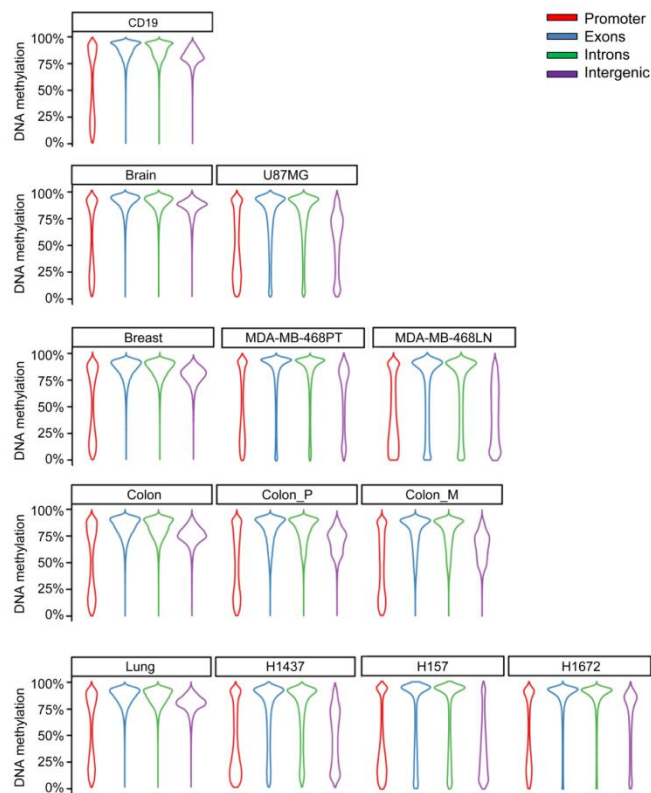 CD19
Promoter
Exons
Introns
Intergenic
DNA methylation
100%
75%
50%
25%
0%
Brain U87MG
DNA methylation
100%
75%
50%
25%
0%
Breast MDA-MB-468PT MDA-MB-468LN
DNA methylation
100%
75%
50%
25%
0%
Colon Colon_P Colon_M
DNA methylation
100%
75%
50%
25%
0%
Lung H1437 H157 H1672
DNA methylation
100%
75%
50%
25%
0%